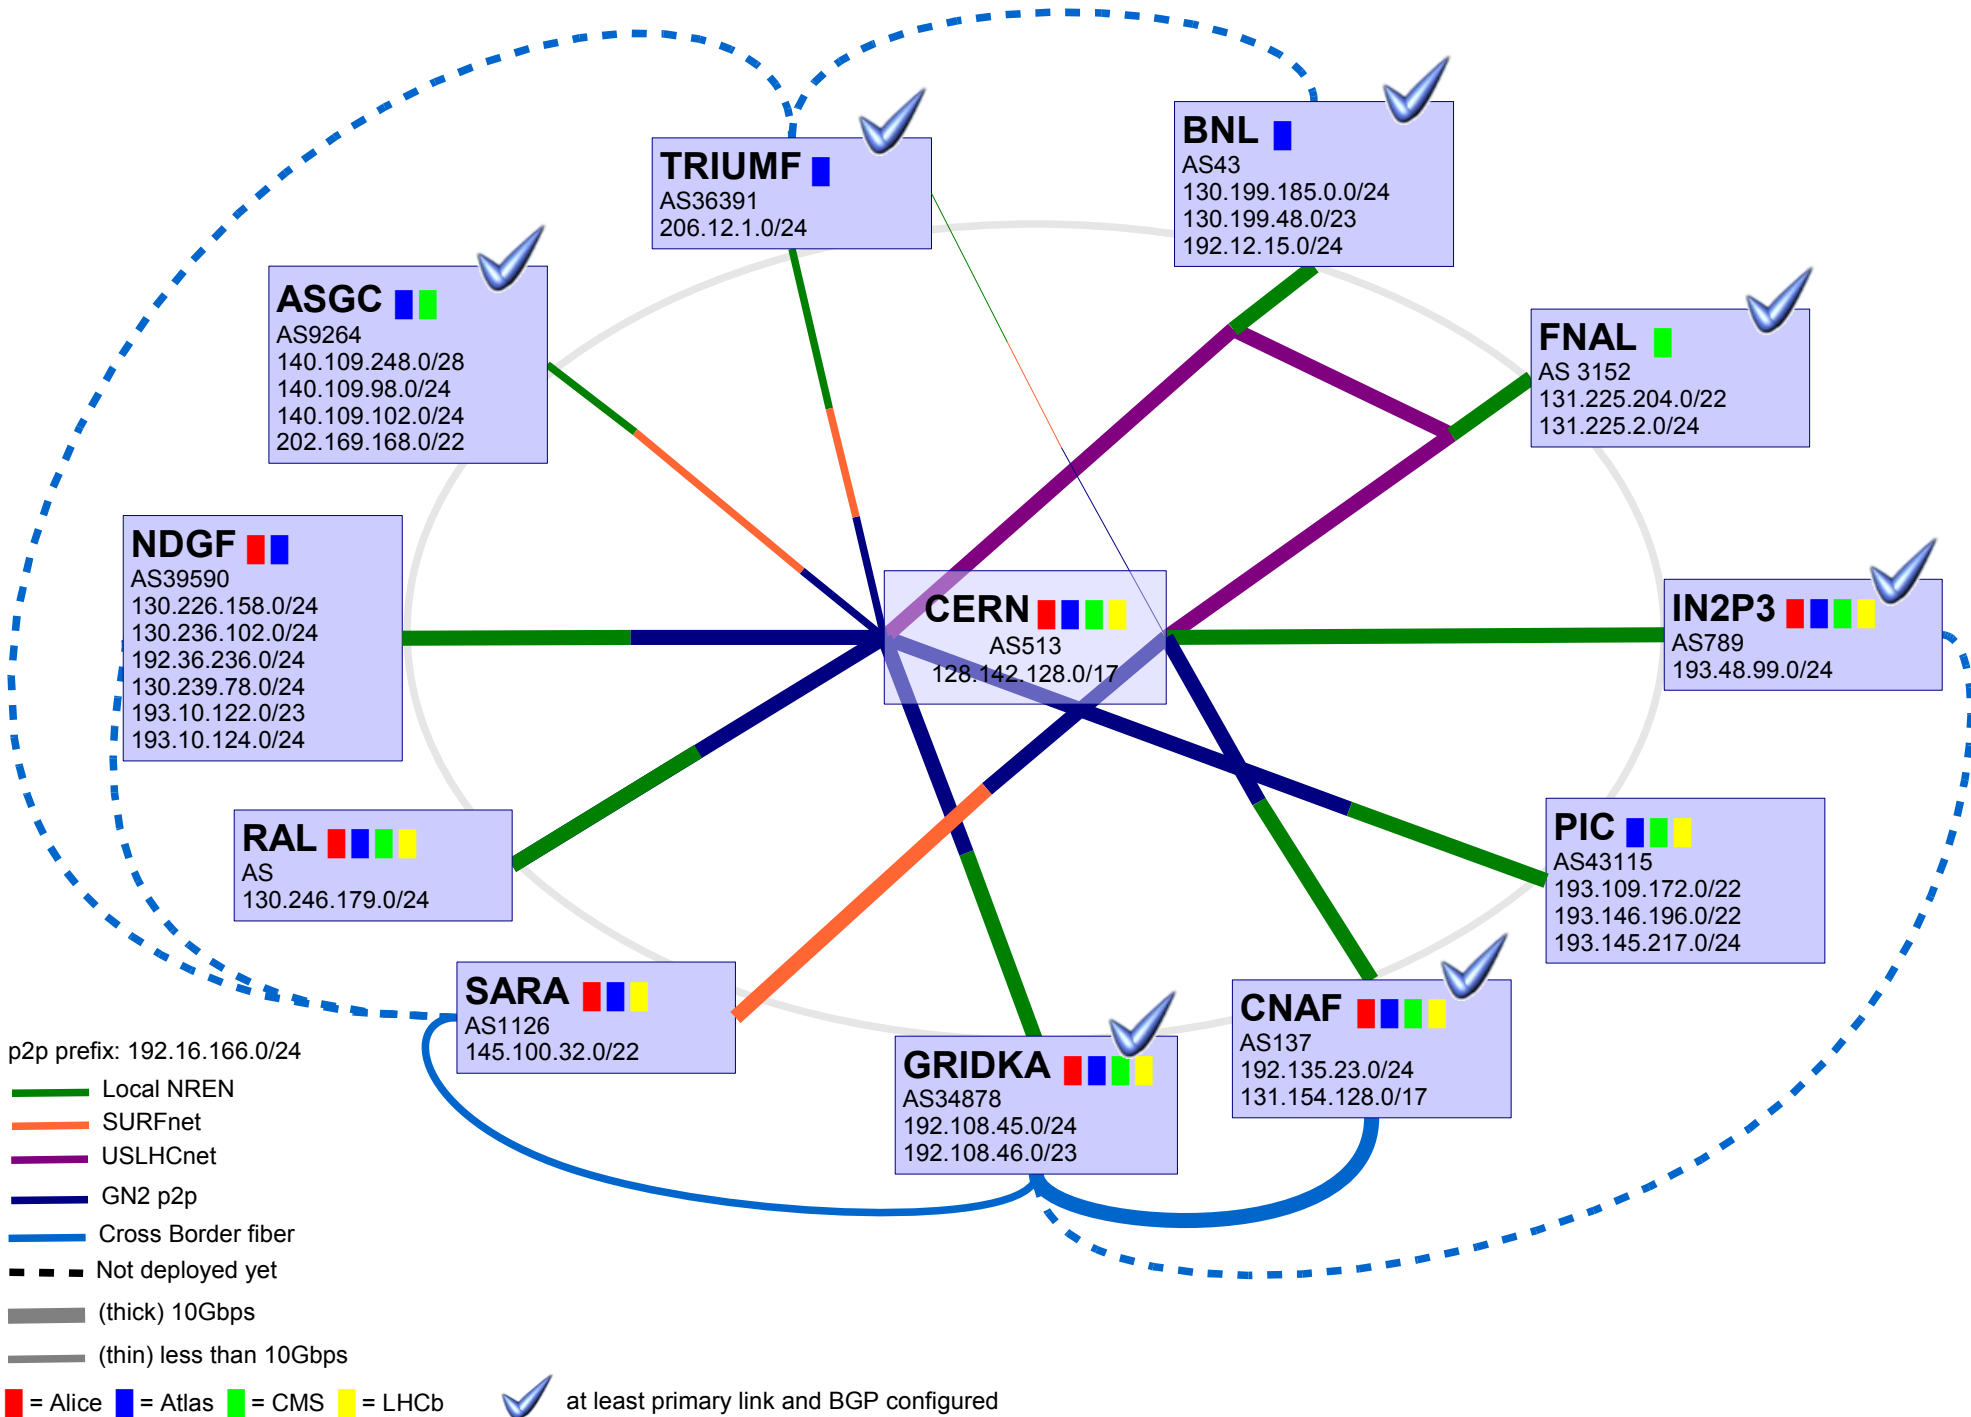 TRIUMF
AS36391
206.12.1.0/24
BNL
AS43
130.199.185.0.0/24
130.199.48.0/23
192.12.15.0/24
ASGC
AS9264
140.109.248.0/28
140.109.98.0/24
140.109.102.0/24
202.169.168.0/22
FNAL
AS 3152
131.225.204.0/22
131.225.2.0/24
NDGF
AS39590
130.226.158.0/24
130.236.102.0/24
192.36.236.0/24
130.239.78.0/24
193.10.122.0/23
193.10.124.0/24
CERN
AS513
128.142.128.0/17
IN2P3
AS789
193.48.99.0/24
RAL
AS
130.246.179.0/24
PIC
AS43115
193.109.172.0/22
193.146.196.0/22
193.145.217.0/24
SARA
AS1126
145.100.32.0/22
GRIDKA
AS34878
192.108.45.0/24
192.108.46.0/23
CNAF
AS137
192.135.23.0/24
131.154.128.0/17
p2p prefix: 192.16.166.0/24
Local NREN
SURFnet
USLHCnet
GN2 p2p
Cross Border fiber
Not deployed yet
(thick) 10Gbps
(thin) less than 10Gbps
= Alice = Atlas = CMS = LHCb
at least primary link and BGP configured